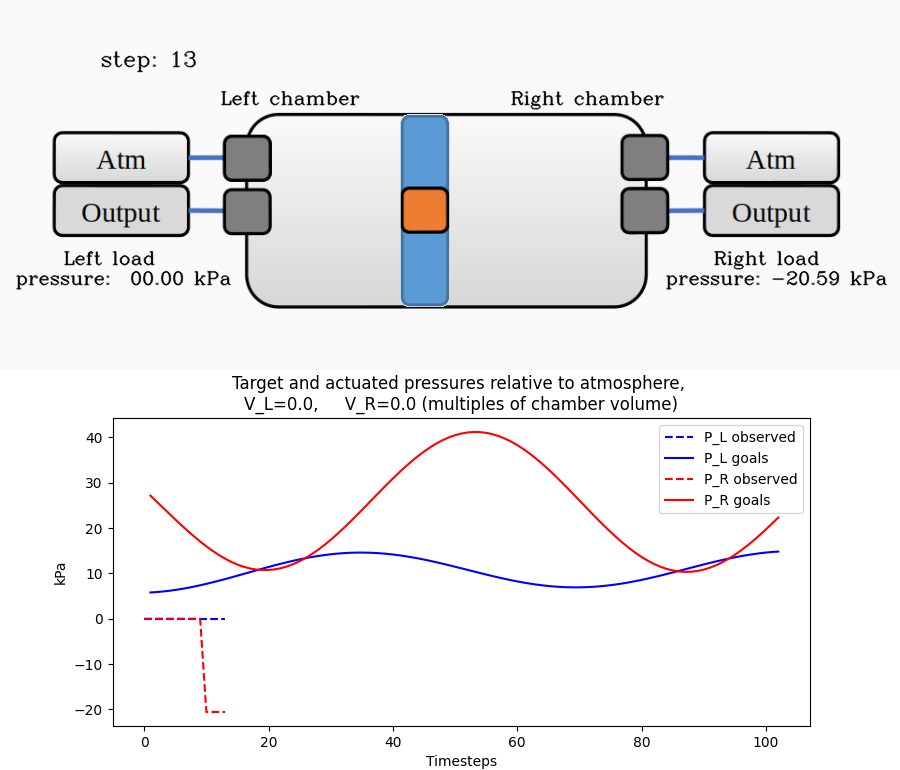 step: 13
Left chamber
Right chamber
Atm
Atm
Output
Output
Left load
pressure:  00.00 kPa
Right load
pressure: −20.59 kPa
Target and actuated pressures relative to atmosphere,
V_L=0.0,     V_R=0.0 (multiples of chamber volume)
P_L observed
P_L goals
P_R observed
P_R goals
40
30
20
10
0
−10
−20
kPa
0 20 40 60 80 100
Timesteps